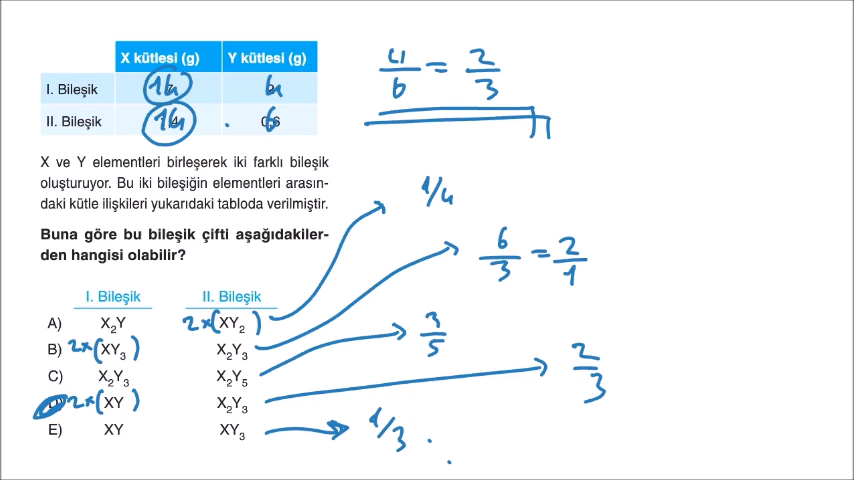 X kütlesi (g) Y kütlesi (g)
I. Bileşik 14 4
II. Bileşik 14 6
4/6 = 2/3
X ve Y elementleri birleşerek iki farklı bileşik
oluşturuyor. Bu iki bileşiğin elementleri arasın-
daki kütle ilişkileri yukarıdaki tabloda verilmiştir.
1/4
Buna göre bu bileşik çifti aşağıdakiler-
den hangisi olabilir?
6/3 = 2/1
I. Bileşik II. Bileşik
A) X₂Y 2x(XY₂)
B) 2x(XY₃) X₂Y₃
3/5
C) X₂Y₃ X₂Y₅
2/3
D) 2x(XY) X₂Y₃
E) XY XY₃
1/3